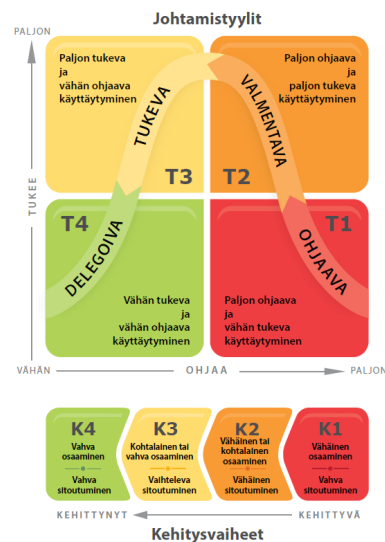 Johtamistyylit
PALJON
TUKEE
Paljon tukeva
ja
vähän ohjaava
käyttäytyminen
TUKEVA
T3
Paljon ohjaava
ja
paljon tukeva
käyttäytyminen
VALMENTAVA
T2
T4
DELEGOIVA
Vähän tukeva
ja
vähän ohjaava
käyttäytyminen
T1
OHJAAVA
Paljon ohjaava
ja
vähän tukeva
käyttäytyminen
VÄHÄN
OHJAA
PALJON
K4
Vahva
osaaminen
Vahva
sitoutuminen
K3
Kohtalainen tai
vahva osaaminen
Vaihteleva
sitoutuminen
K2
Vähäinen tai
kohtalainen
osaaminen
Vähäinen
sitoutuminen
K1
Vähäinen
osaaminen
Vahva
sitoutuminen
KEHITTYNYT
KEHITTYVÄ
Kehitysvaiheet